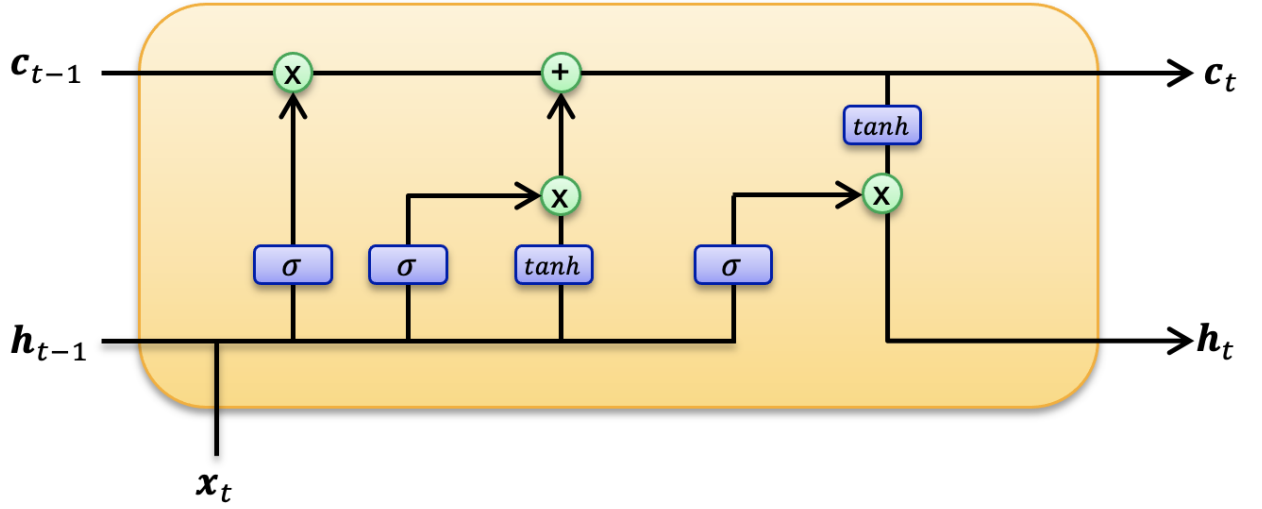 c_{t-1}
x
+
c_t
tanh
x
x
σ
σ
tanh
σ
h_{t-1}
h_t
x_t